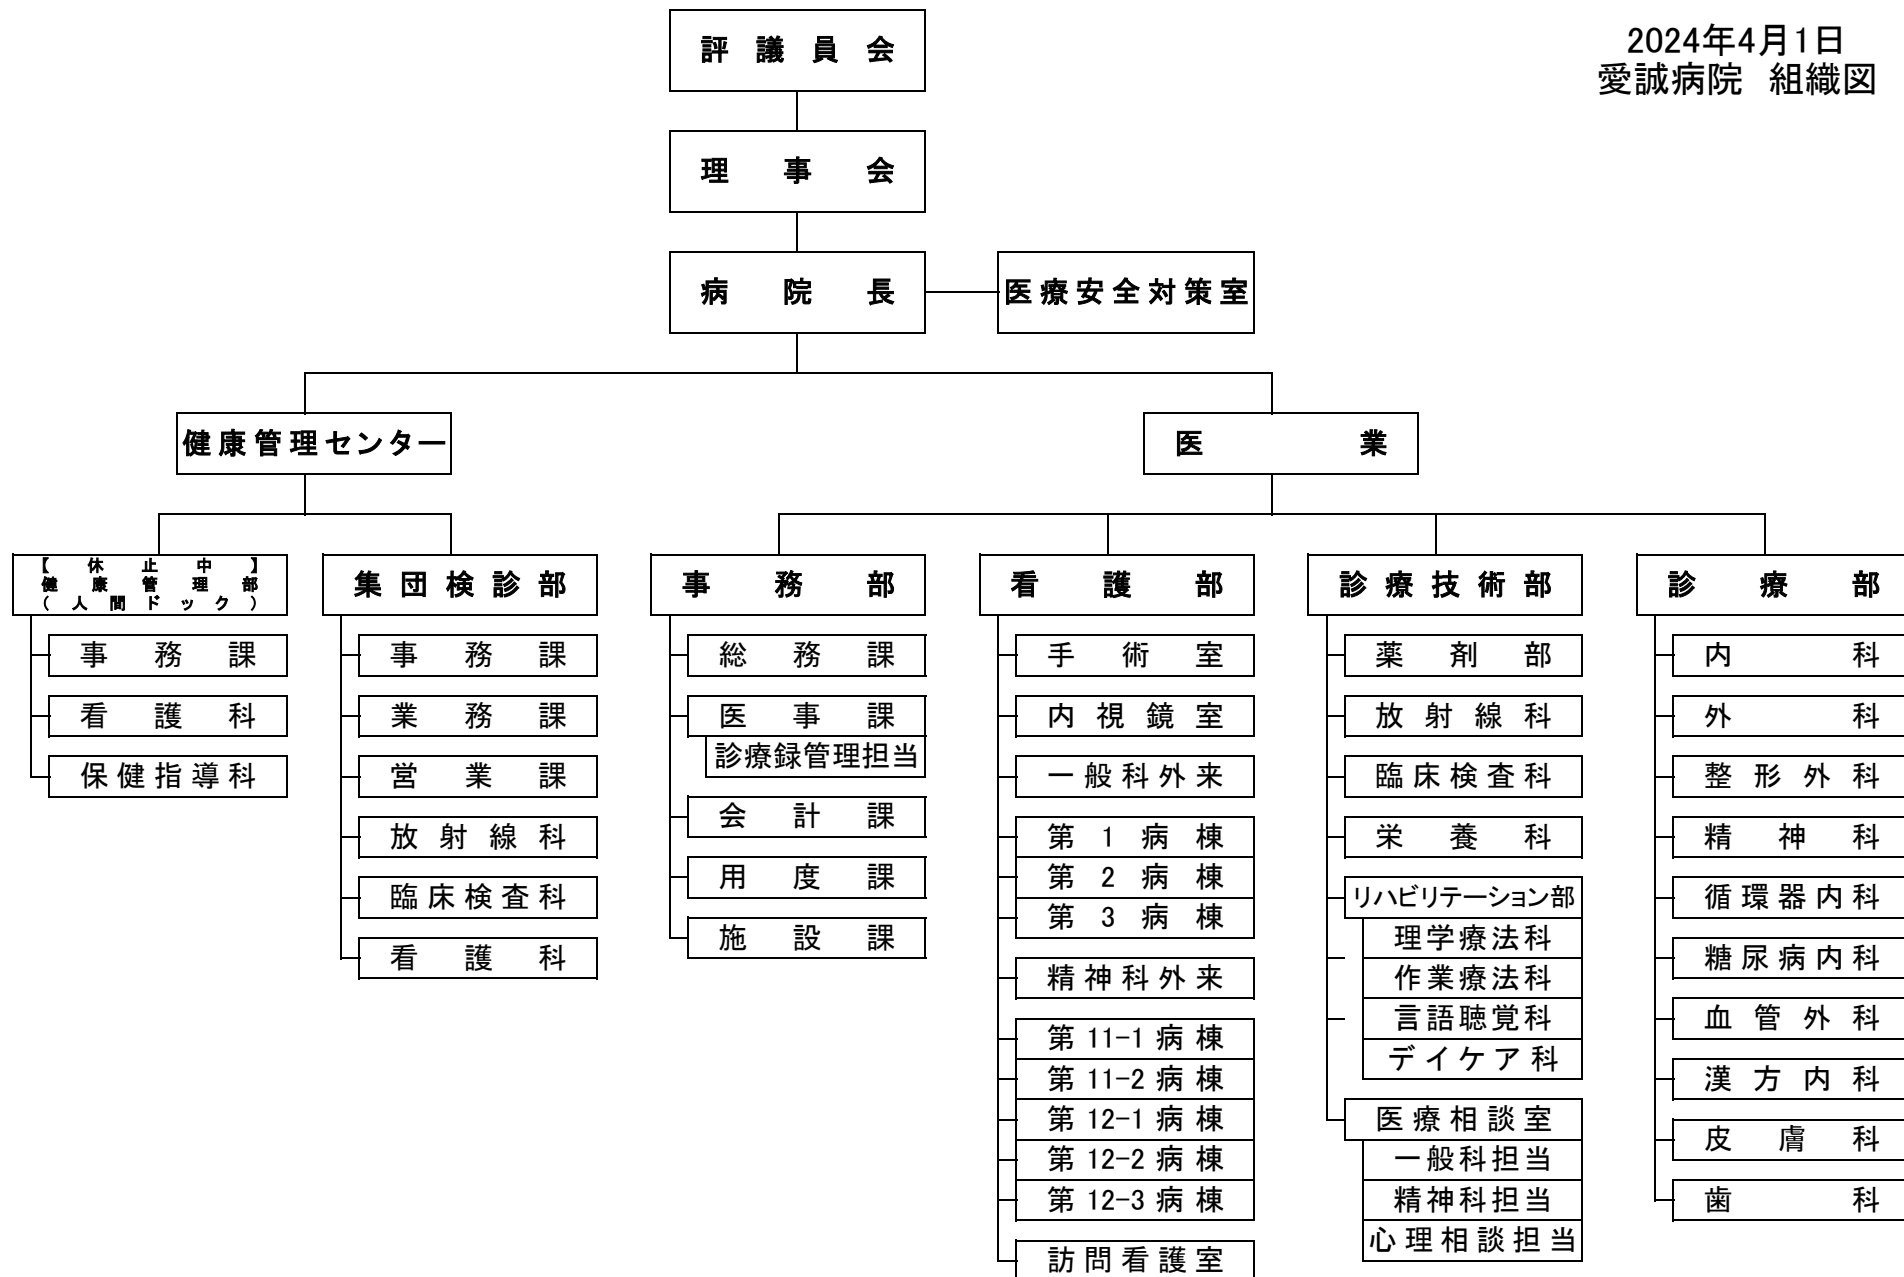 2024年4月1日
愛誠病院 組織図
評議員会
理事会
病院長
医療安全対策室
健康管理センター
医業
【休止中】
健康管理部
（人間ドック）
事務課
看護科
保健指導科
集団検診部
事務課
業務課
営業課
放射線科
臨床検査科
看護科
事務部
総務課
医事課
診療録管理担当
会計課
用度課
施設課
看護部
手術室
内視鏡室
一般科外来
第1病棟
第2病棟
第3病棟
精神科外来
第11-1病棟
第11-2病棟
第12-1病棟
第12-2病棟
第12-3病棟
訪問看護室
診療技術部
薬剤部
放射線科
臨床検査科
栄養科
リハビリテーション部
理学療法科
作業療法科
言語聴覚科
デイケア科
医療相談室
一般科担当
精神科担当
心理相談担当
診療部
内科
外科
整形外科
精神科
循環器内科
糖尿病内科
血管外科
漢方内科
皮膚科
歯科